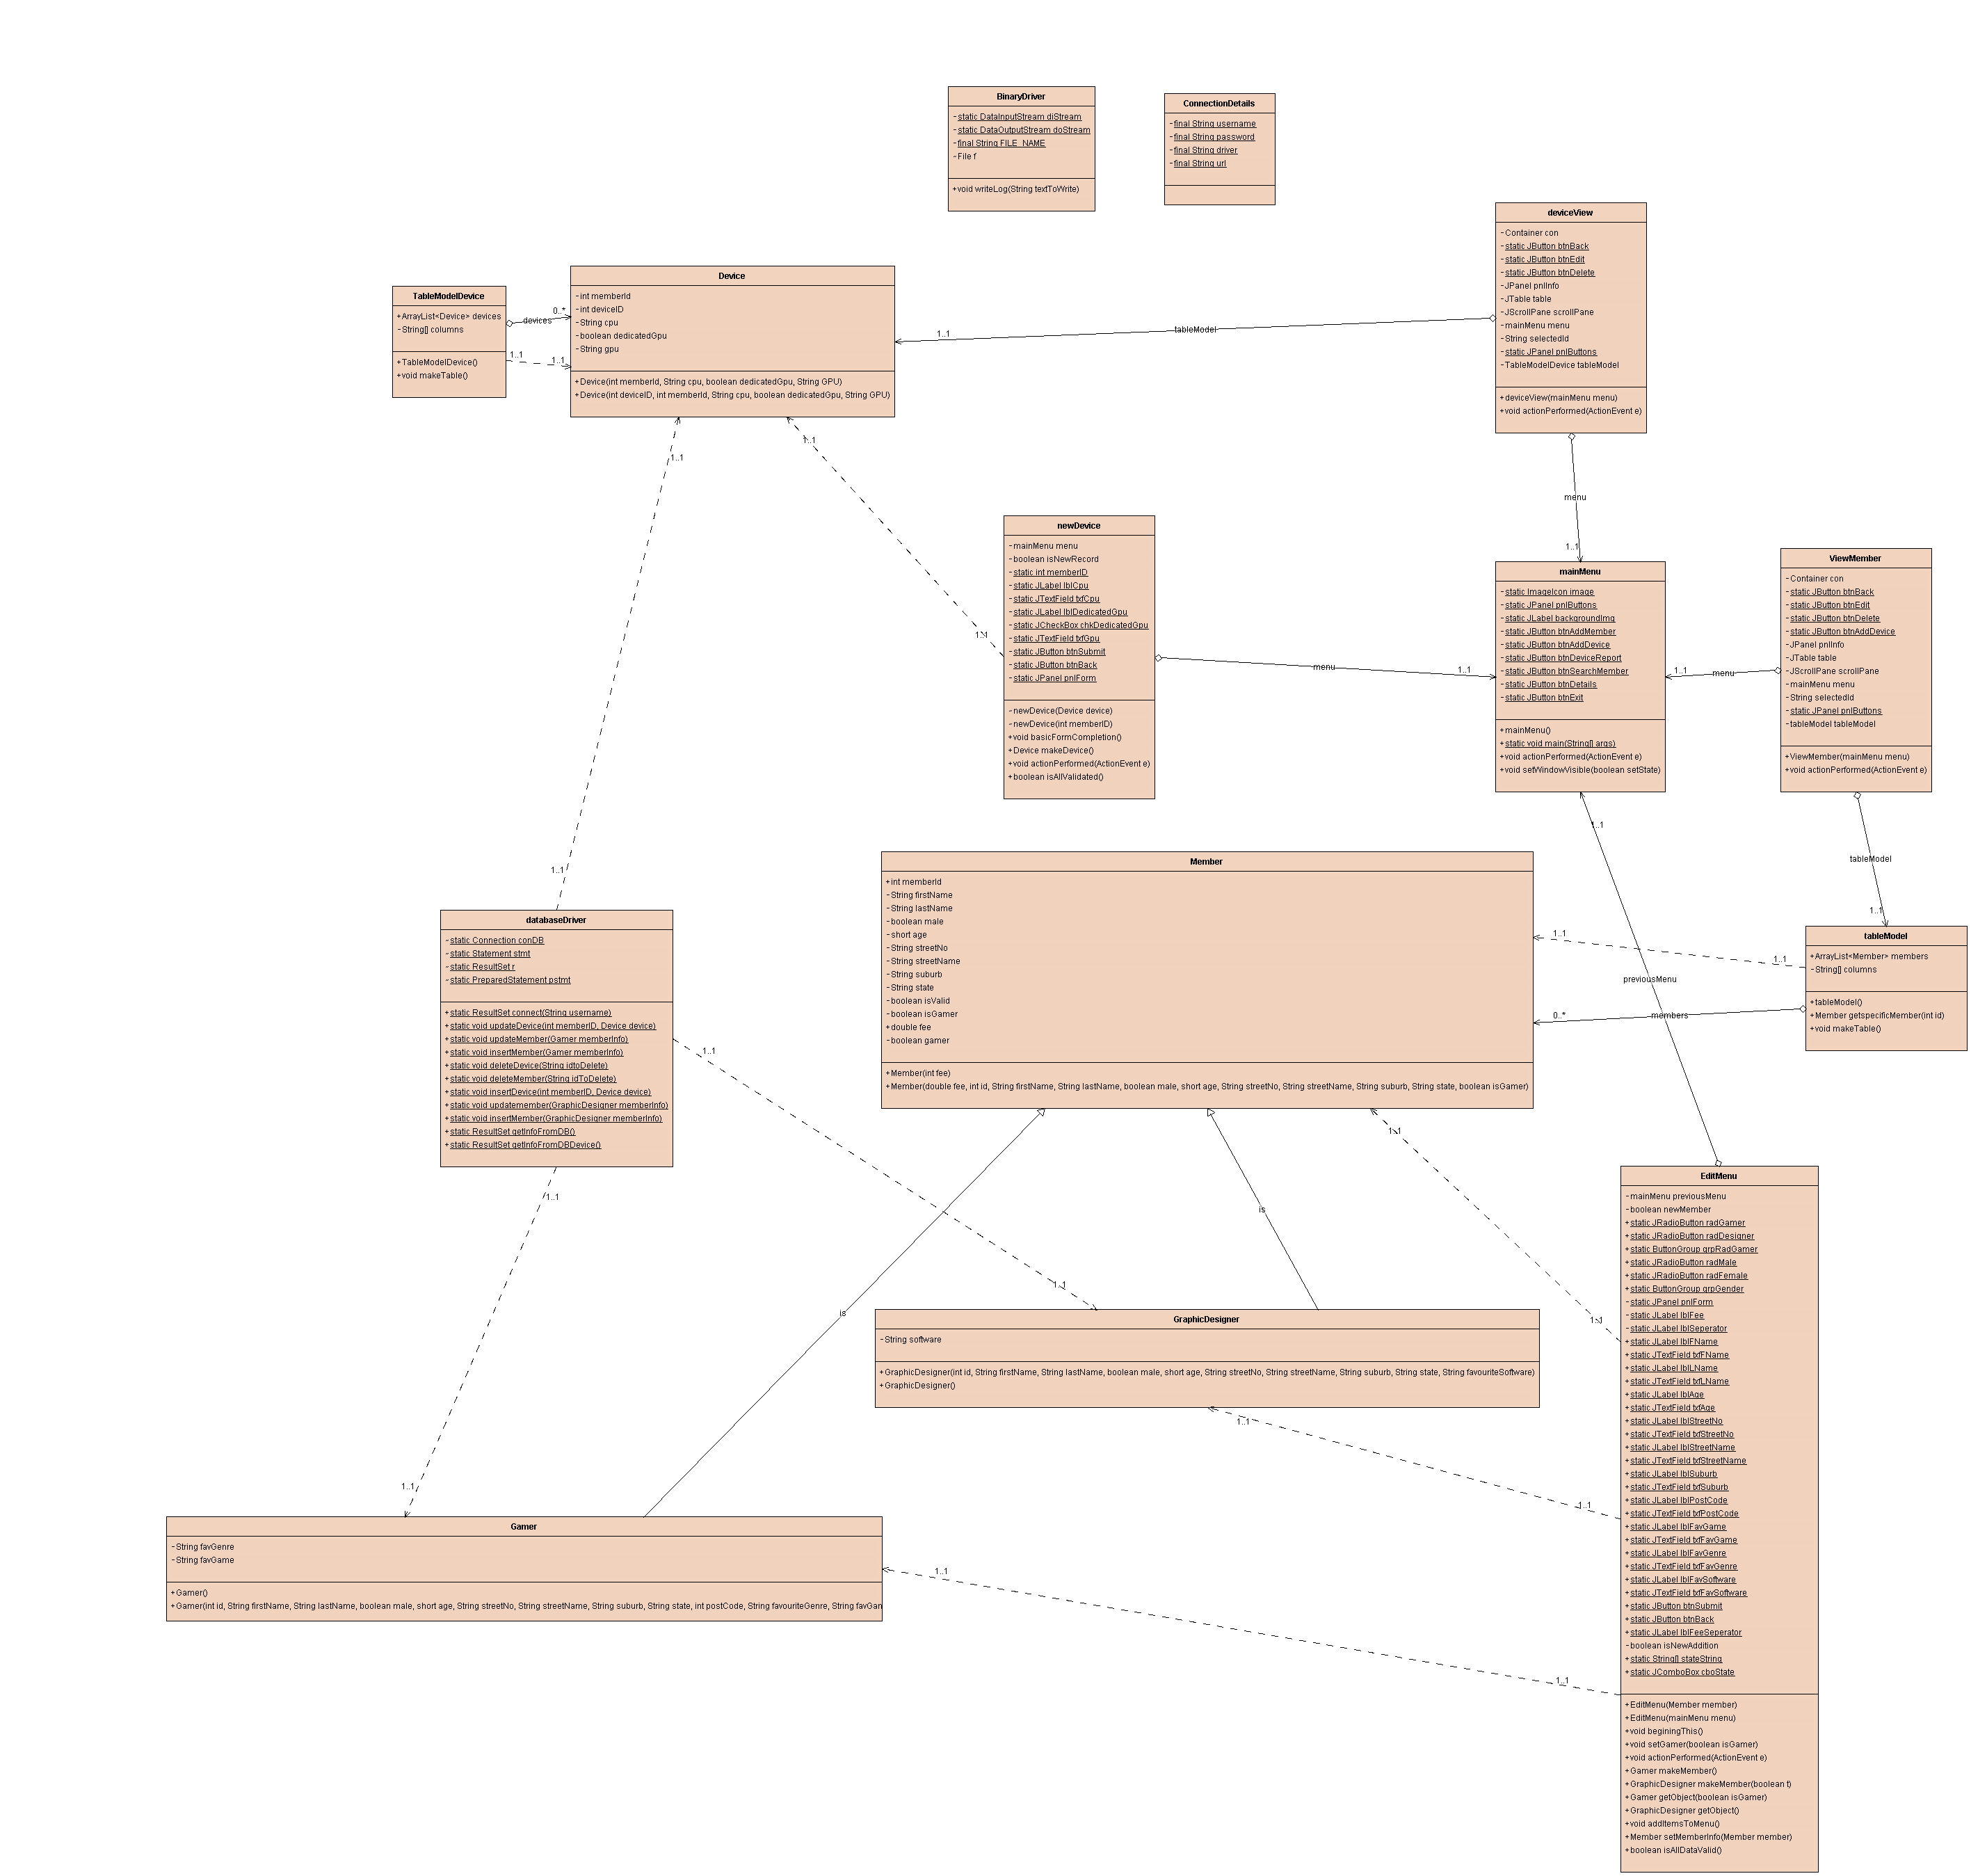 BinaryDriver
-static DataInputStream diStream
-static DataOutputStream doStream
-final String FILE_NAME
-File f
+void writeLog(String textToWrite)
ConnectionDetails
-final String username
-final String password
-final String driver
-final String url
deviceView
-Container con
-static JButton btnBack
-static JButton btnEdit
-static JButton btnDelete
-JPanel pnlInfo
-JTable table
-JScrollPane scrollPane
-mainMenu menu
-String selectedId
-static JPanel pnlButtons
-TableModelDevice tableModel
+deviceView(mainMenu menu)
+void actionPerformed(ActionEvent e)
TableModelDevice
+ArrayList<Device> devices
-String[] columns
+TableModelDevice()
+void makeTable()
0..*
devices
1..1
1..1
Device
-int memberId
-int deviceID
-String cpu
-boolean dedicatedGpu
-String gpu
+Device(int memberId, String cpu, boolean dedicatedGpu, String GPU)
+Device(int deviceID, int memberId, String cpu, boolean dedicatedGpu, String GPU)
1..1
tableModel
1..1
1..1
menu
1..1
newDevice
-mainMenu menu
-boolean isNewRecord
-static int memberID
-static JLabel lblCpu
-static JTextField txfCpu
-static JLabel lblDedicatedGpu
-static JCheckBox chkDedicatedGpu
-static JTextField txfGpu
-static JButton btnSubmit
-static JButton btnBack
-static JPanel pnlForm
-newDevice(Device device)
-newDevice(int memberID)
+void basicFormCompletion()
+Device makeDevice()
+void actionPerformed(ActionEvent e)
+boolean isAllValidated()
1..1
menu
1..1
mainMenu
-static ImageIcon image
-static JPanel pnlButtons
-static JLabel backgroundImg
-static JButton btnAddMember
-static JButton btnAddDevice
-static JButton btnDeviceReport
-static JButton btnSearchMember
-static JButton btnDetails
-static JButton btnExit
+mainMenu()
+static void main(String[] args)
+void actionPerformed(ActionEvent e)
+void setWindowVisible(boolean setState)
1..1
menu
ViewMember
-Container con
-static JButton btnBack
-static JButton btnEdit
-static JButton btnDelete
-static JButton btnAddDevice
-JPanel pnlInfo
-JTable table
-JScrollPane scrollPane
-mainMenu menu
-String selectedId
-static JPanel pnlButtons
-tableModel tableModel
+ViewMember(mainMenu menu)
+void actionPerformed(ActionEvent e)
1..1
tableModel
1..1
1..1
databaseDriver
-static Connection conDB
-static Statement stmt
-static ResultSet r
-static PreparedStatement pstmt
+static ResultSet connect(String username)
+static void updateDevice(int memberID, Device device)
+static void updateMember(Gamer memberInfo)
+static void insertMember(Gamer memberInfo)
+static void deleteDevice(String idtoDelete)
+static void deleteMember(String idToDelete)
+static void insertDevice(int memberID, Device device)
+static void updatemember(GraphicDesigner memberInfo)
+static void insertMember(GraphicDesigner memberInfo)
+static ResultSet getInfoFromDB()
+static ResultSet getInfoFromDBDevice()
1..1
1..1
Member
+int memberId
-String firstName
-String lastName
-boolean male
-short age
-String streetNo
-String streetName
-String suburb
-String state
-boolean isValid
-boolean isGamer
+double fee
-boolean gamer
+Member(int fee)
+Member(double fee, int id, String firstName, String lastName, boolean male, short age, String streetNo, String streetName, String suburb, String state, boolean isGamer)
1..1
1..1
previousMenu
0..*
members
tableModel
+ArrayList<Member> members
-String[] columns
+tableModel()
+Member getspecificMember(int id)
+void makeTable()
1..1
is
is
1..1
1..1
GraphicDesigner
-String software
+GraphicDesigner(int id, String firstName, String lastName, boolean male, short age, String streetNo, String streetName, String suburb, String state, String favouriteSoftware)
+GraphicDesigner()
1..1
1..1
1..1
Gamer
-String favGenre
-String favGame
+Gamer()
+Gamer(int id, String firstName, String lastName, boolean male, short age, String streetNo, String streetName, String suburb, String state, int postCode, String favouriteGenre, String favGan
1..1
1..1
EditMenu
-mainMenu previousMenu
-boolean newMember
+static JRadioButton radGamer
+static JRadioButton radDesigner
+static ButtonGroup grpRadGamer
+static JRadioButton radMale
+static JRadioButton radFemale
+static ButtonGroup grpGender
-static JPanel pnlForm
-static JLabel lblFee
-static JLabel lblSeperator
+static JLabel lblFName
+static JTextField txfFName
+static JLabel lblLName
+static JTextField txfLName
+static JLabel lblAge
+static JTextField txfAge
+static JLabel lblStreetNo
+static JTextField txfStreetNo
+static JLabel lblStreetName
+static JTextField txfStreetName
+static JLabel lblSuburb
+static JTextField txfSuburb
+static JLabel lblPostCode
+static JTextField txfPostCode
+static JLabel lblFavGame
+static JTextField txfFavGame
+static JLabel lblFavGenre
+static JTextField txfFavGenre
+static JLabel lblFavSoftware
+static JTextField txfFavSoftware
+static JButton btnSubmit
+static JButton btnBack
+static JLabel lblFeeSeperator
-boolean isNewAddition
+static String[] stateString
+static JComboBox cboState
+EditMenu(Member member)
+EditMenu(mainMenu menu)
+void beginingThis()
+void setGamer(boolean isGamer)
+void actionPerformed(ActionEvent e)
+Gamer makeMember()
+GraphicDesigner makeMember(boolean t)
+Gamer getObject(boolean isGamer)
+GraphicDesigner getObject()
+void addItemsToMenu()
+Member setMemberInfo(Member member)
+boolean isAllDataValid()